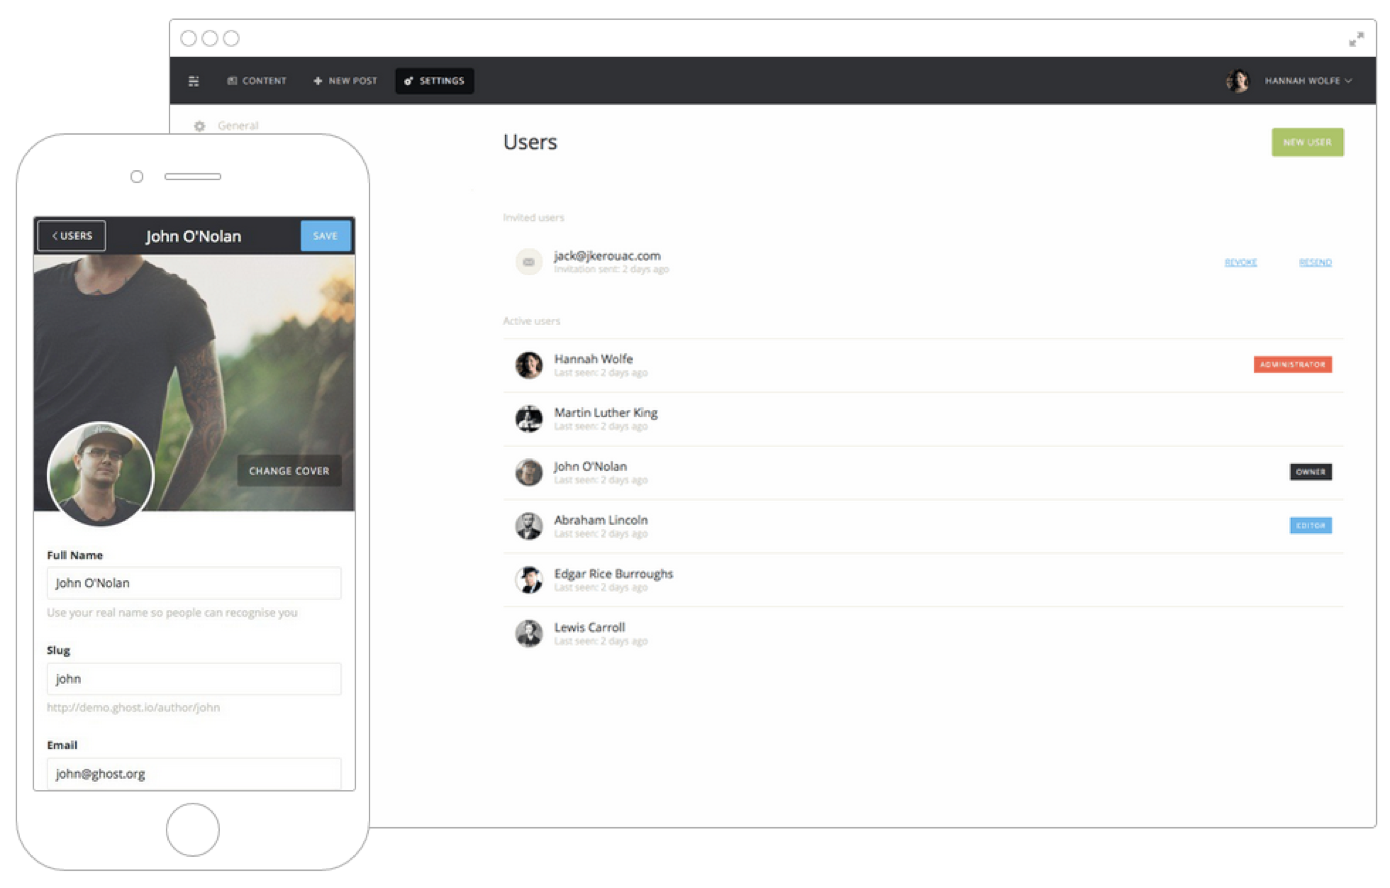 CONTENT
NEW POST
SETTINGS
HANNAH WOLFE
General
Users
NEW USER
Invited users
jack@jkerouac.com
Invitation sent: 2 days ago
REVOKE
RESEND
Active users
Hannah Wolfe
Last seen: 2 days ago
ADMINISTRATOR
Martin Luther King
Last seen: 2 days ago
John O'Nolan
Last seen: 2 days ago
OWNER
Abraham Lincoln
Last seen: 2 days ago
EDITOR
Edgar Rice Burroughs
Last seen: 2 days ago
Lewis Carroll
Last seen: 2 days ago
USERS
John O'Nolan
SAVE
CHANGE COVER
Full Name
John O'Nolan
Use your real name so people can recognise you
Slug
john
http://demo.ghost.io/author/john
Email
john@ghost.org